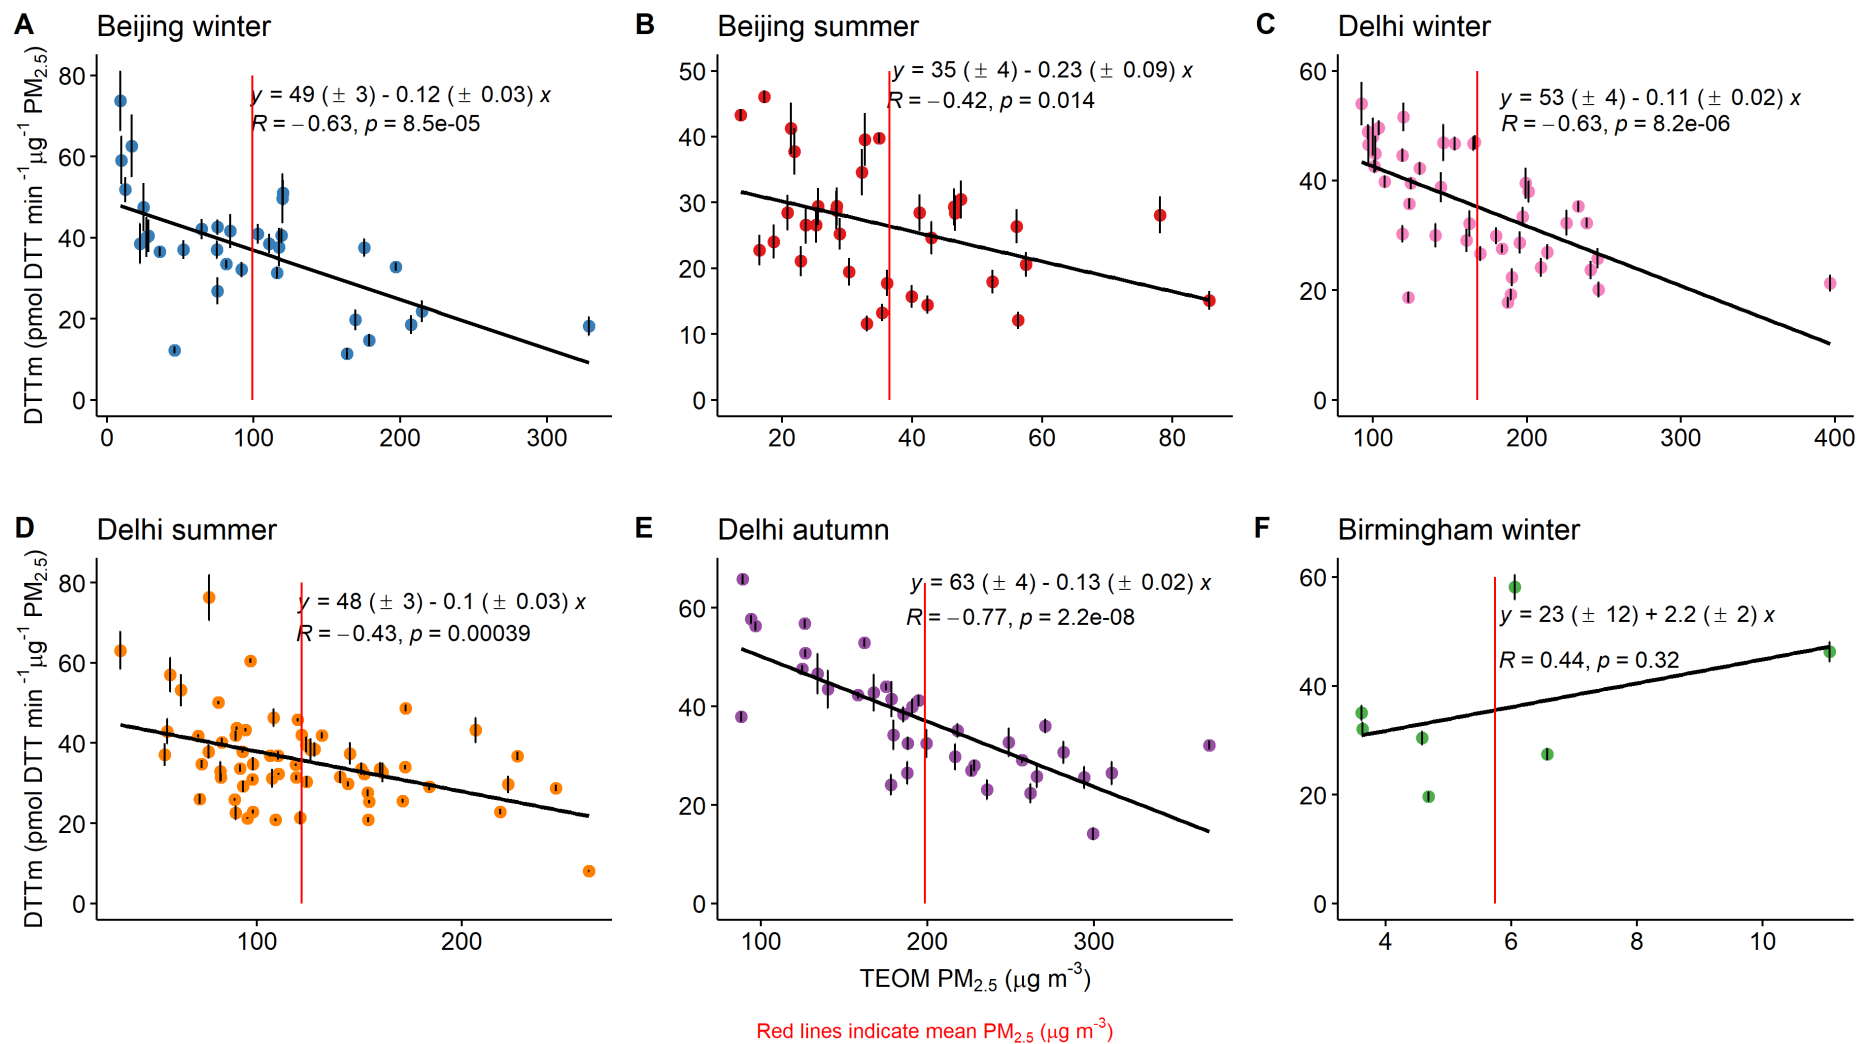 A Beijing winter
DTTm (pmol DTT min ⁻¹μg⁻¹ PM₂.₅)
80
60
40
20
0
0 100 200 300
y = 49 (± 3) - 0.12 (± 0.03) x
R = −0.63, p = 8.5e-05
B Beijing summer
50
40
30
20
10
0
20 40 60 80
y = 35 (± 4) - 0.23 (± 0.09) x
R = −0.42, p = 0.014
C Delhi winter
60
40
20
0
100 200 300 400
y = 53 (± 4) - 0.11 (± 0.02) x
R = −0.63, p = 8.2e-06
D Delhi summer
DTTm (pmol DTT min ⁻¹μg⁻¹ PM₂.₅)
80
60
40
20
0
100 200
y = 48 (± 3) - 0.1 (± 0.03) x
R = −0.43, p = 0.00039
E Delhi autumn
60
40
20
0
100 200 300
y = 63 (± 4) - 0.13 (± 0.02) x
R = −0.77, p = 2.2e-08
F Birmingham winter
60
40
20
0
4 6 8 10
y = 23 (± 12) + 2.2 (± 2) x
R = 0.44, p = 0.32
TEOM PM₂.₅ (μg m⁻³)
Red lines indicate mean PM₂.₅ (μg m⁻³)